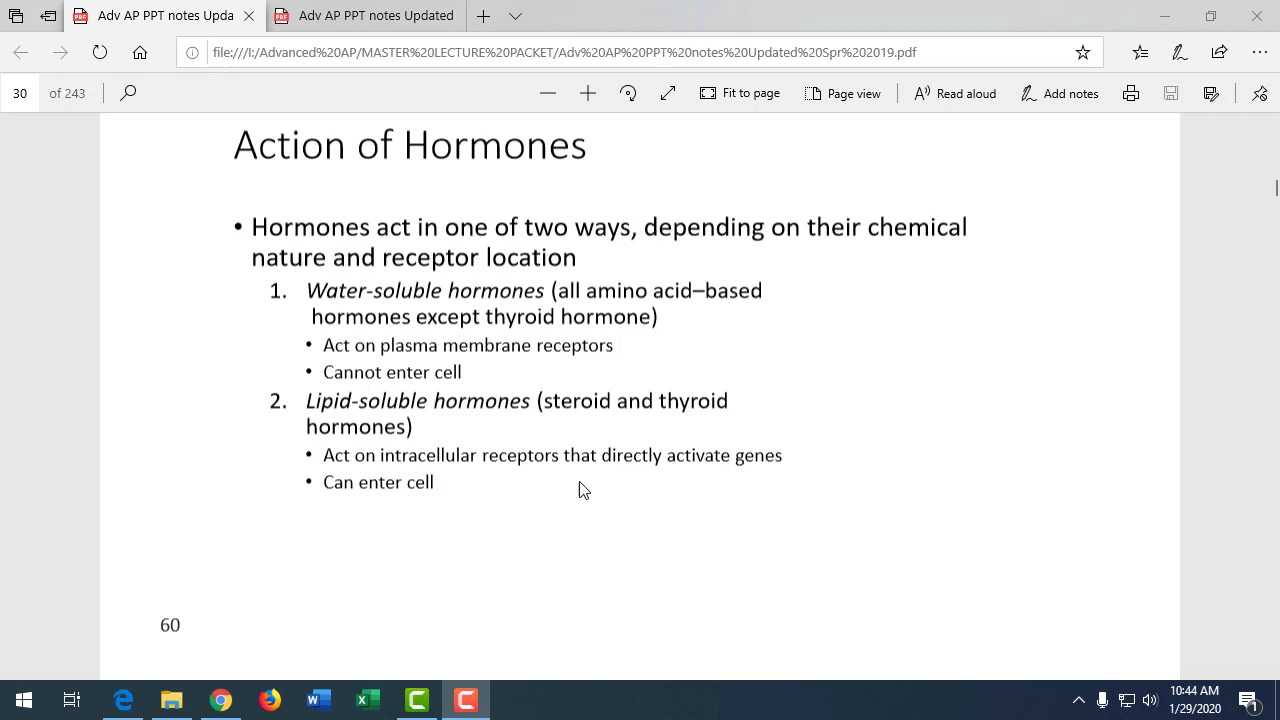 Adv AP PPT Notes Updat
Adv AP PPT notes Updated
file:///I:/Advanced%20AP/MASTER%20LECTURE%20PACKET/Adv%20AP%20PPT%20notes%20Updated%20Spr%202019.pdf
30 of 243 Fit to page Page view Read aloud Add notes
Action of Hormones
• Hormones act in one of two ways, depending on their chemical
nature and receptor location
1. Water-soluble hormones (all amino acid–based
hormones except thyroid hormone)
• Act on plasma membrane receptors
• Cannot enter cell
2. Lipid-soluble hormones (steroid and thyroid
hormones)
• Act on intracellular receptors that directly activate genes
• Can enter cell
60
10:44 AM
1/29/2020
1